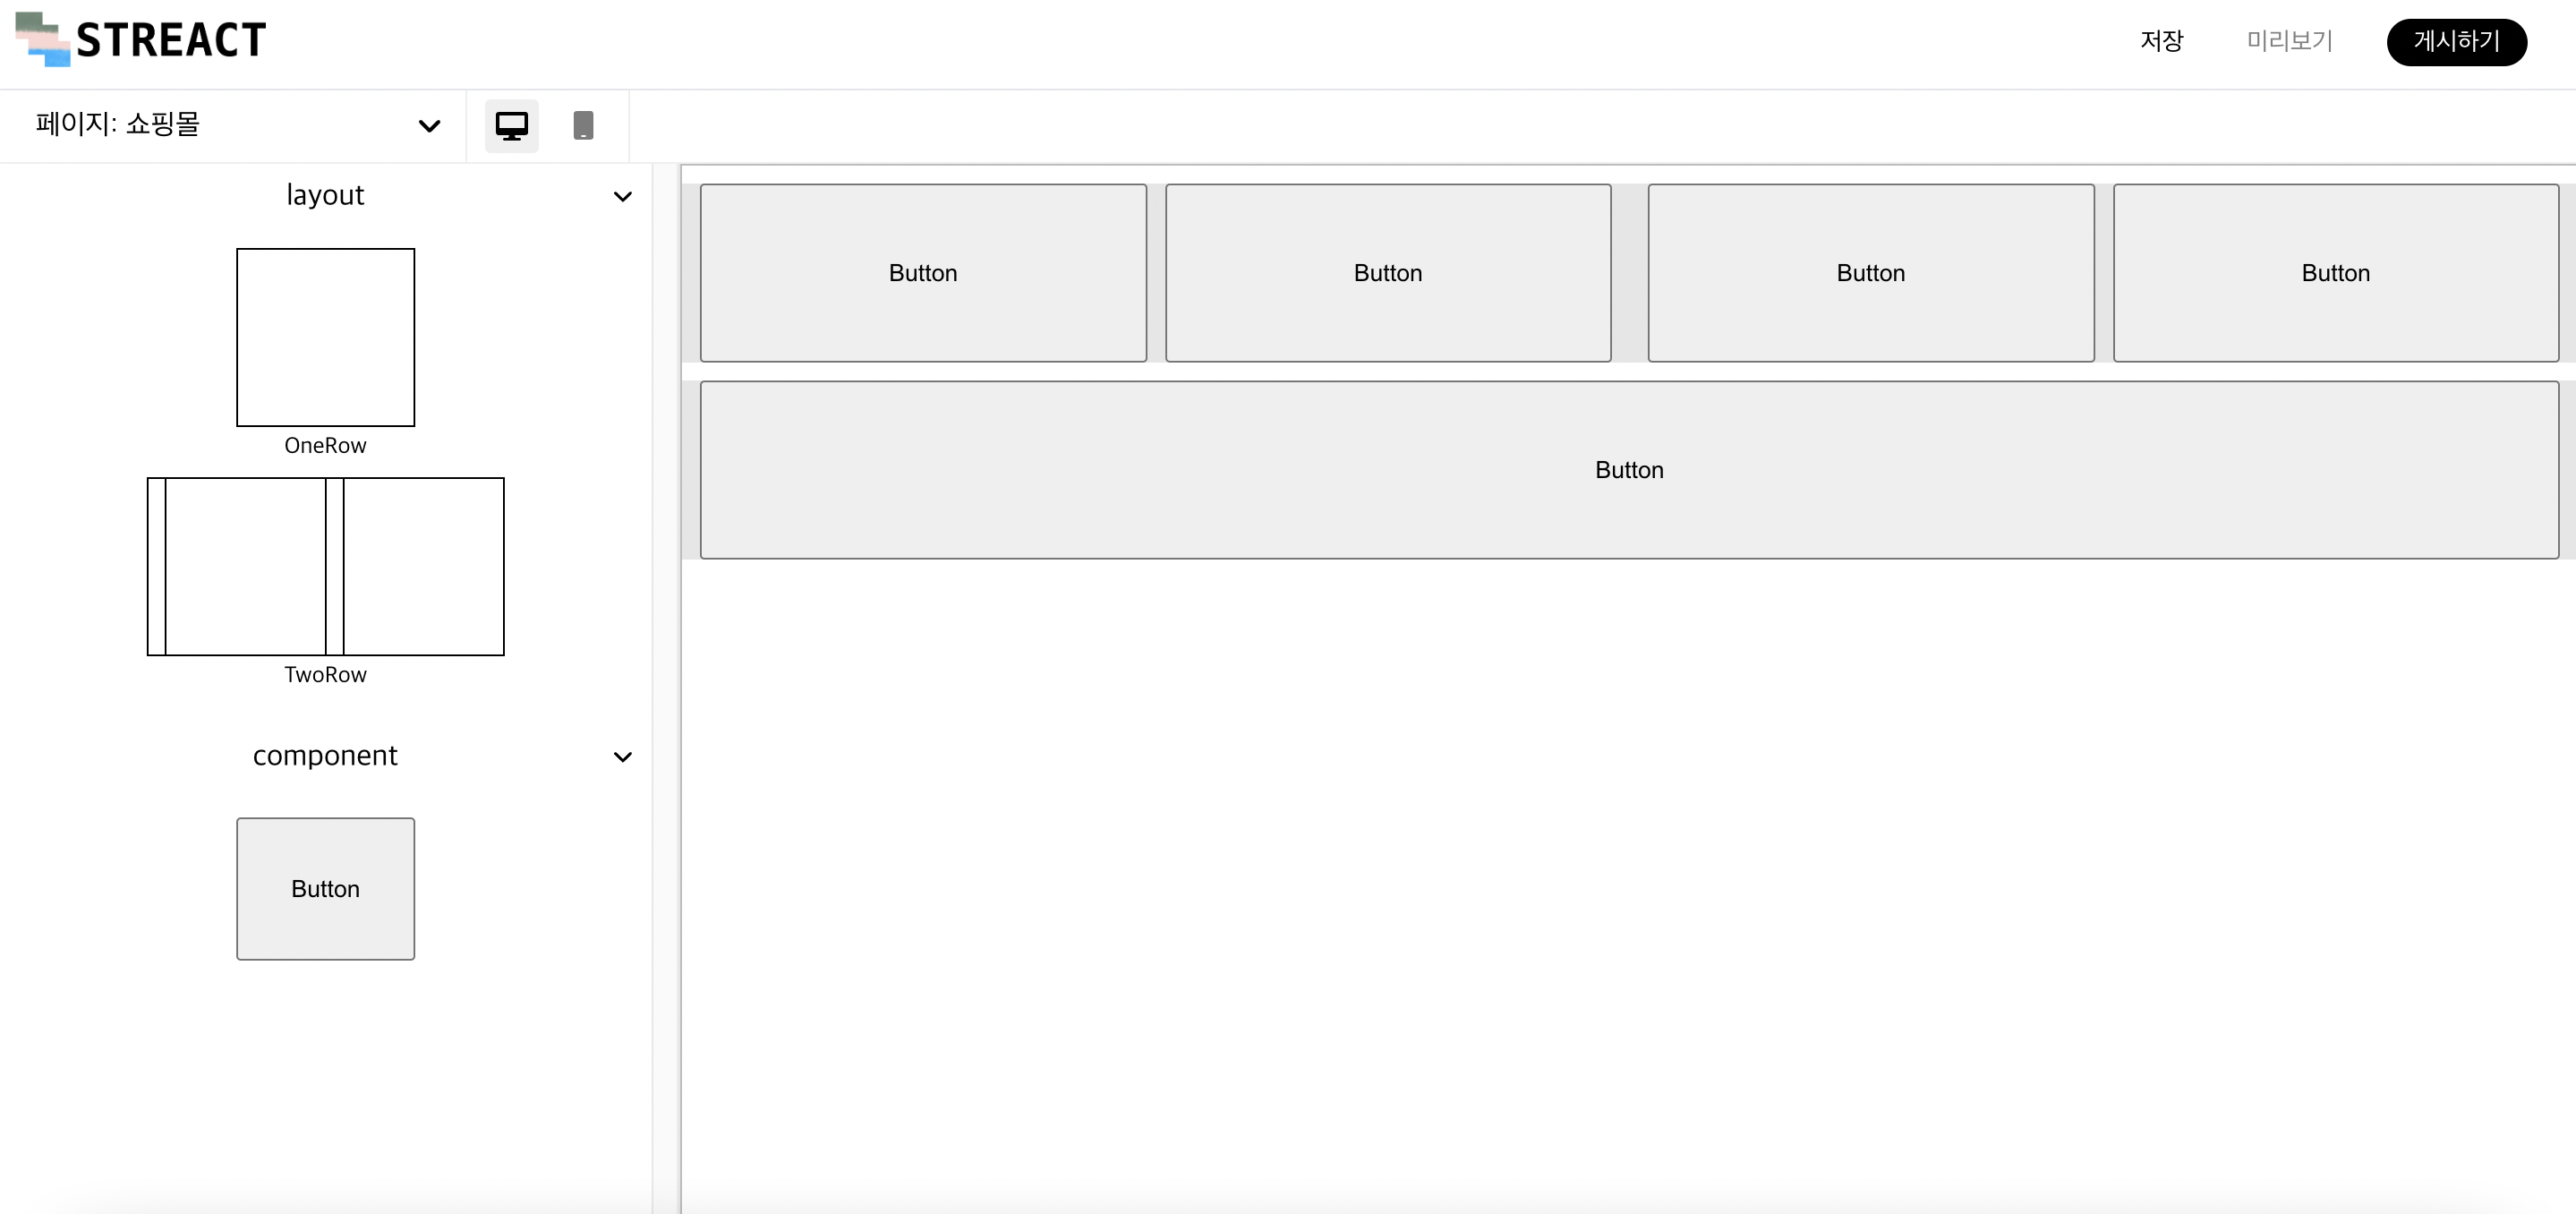 STREACT
저장 미리보기 게시하기
페이지: 쇼핑몰
layout
OneRow
TwoRow
component
Button
Button Button Button Button
Button